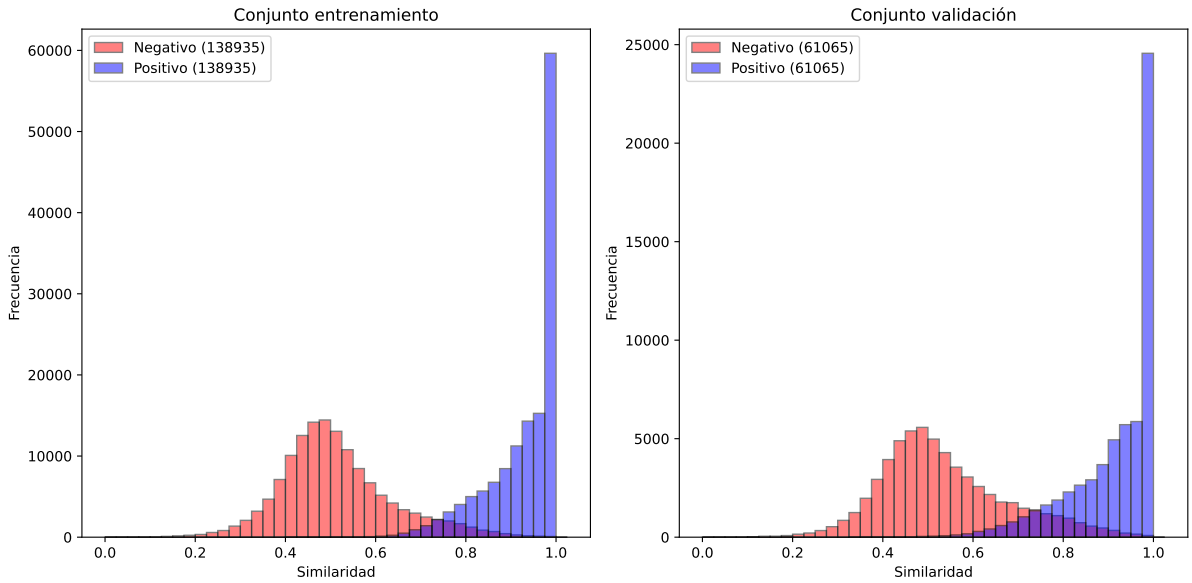 Conjunto entrenamiento
Negativo (138935)
Positivo (138935)
60000
50000
40000
30000
20000
10000
0
Frecuencia
0.0 0.2 0.4 0.6 0.8 1.0
Similaridad
Conjunto validación
Negativo (61065)
Positivo (61065)
25000
20000
15000
10000
5000
0
Frecuencia
0.0 0.2 0.4 0.6 0.8 1.0
Similaridad